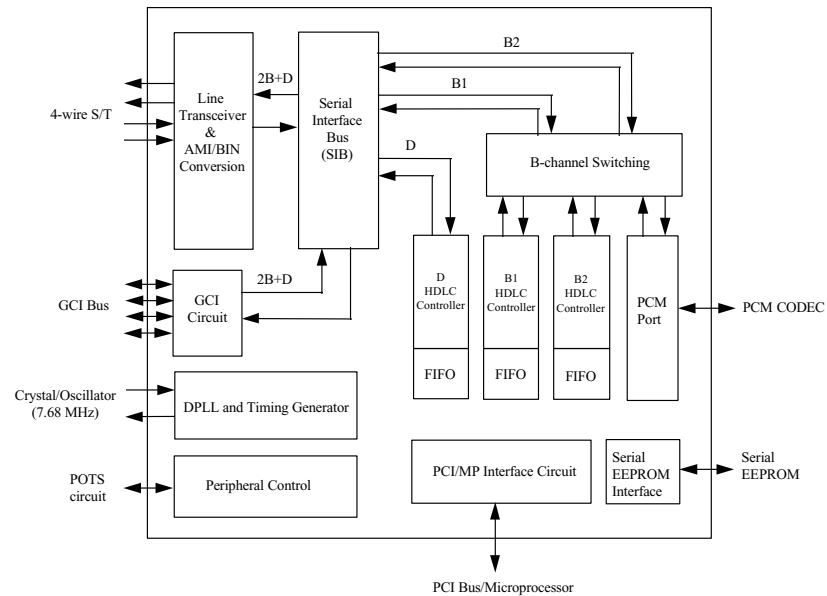 B2
2B+D
B1
4-wire S/T
Line
Transceiver
&
AMI/BIN
Conversion
Serial
Interface
Bus
(SIB)
D
B-channel Switching
D
HDLC
Controller
FIFO
B1
HDLC
Controller
FIFO
B2
HDLC
Controller
FIFO
PCM
Port
PCM CODEC
GCI Bus
GCI
Circuit
2B+D
Crystal/Oscillator
(7.68 MHz)
DPLL and Timing Generator
POTS
circuit
Peripheral Control
PCI/MP Interface Circuit
Serial
EEPROM
Interface
Serial
EEPROM
PCI Bus/Microprocessor